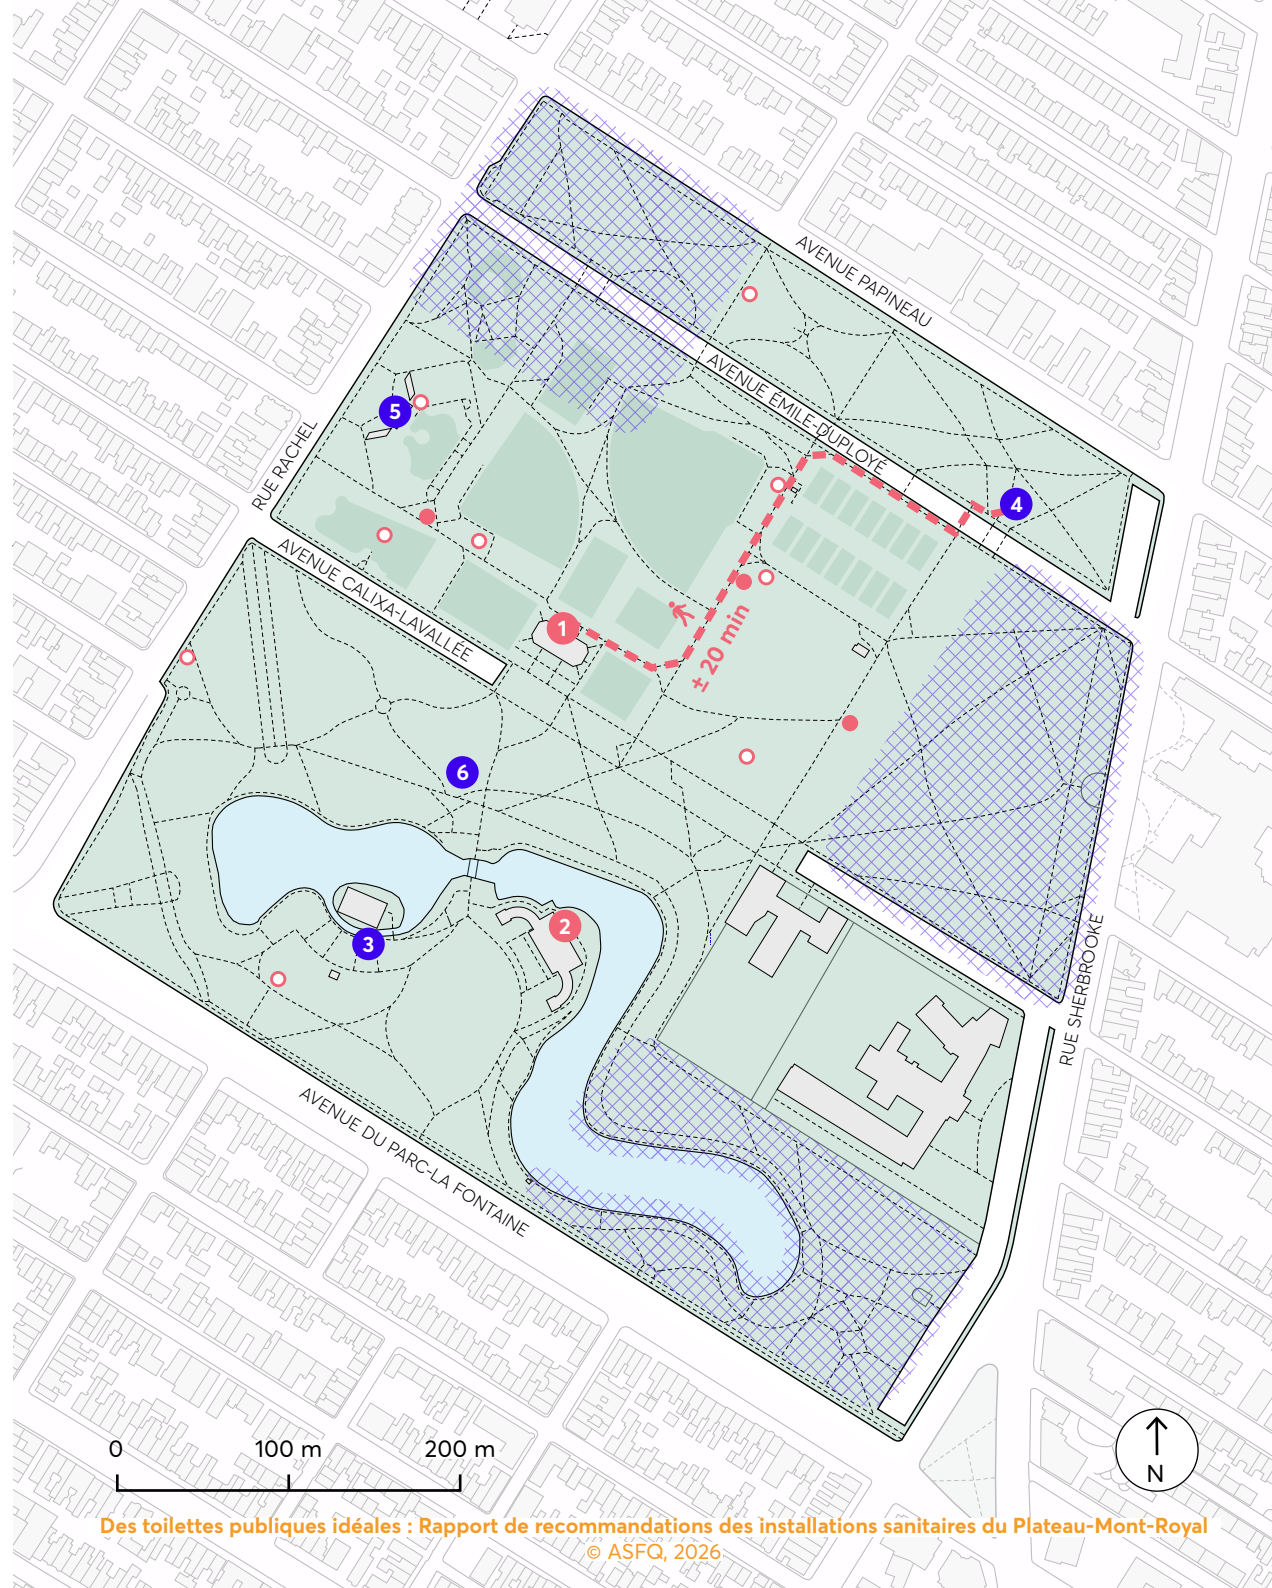 AVENUE PAPINEAU
AVENUE ÉMILE-DUPLOYÉ
5
RUE RACHEL
4
AVENUE CALIXA-LAVALLÉE
1
± 20 min
6
2
3
RUE SHERBROOKE
AVENUE DU PARC-LA FONTAINE
0 100 m 200 m
N
Des toilettes publiques idéales : Rapport de recommandations des installations sanitaires du Plateau-Mont-Royal
© ASFQ, 2026